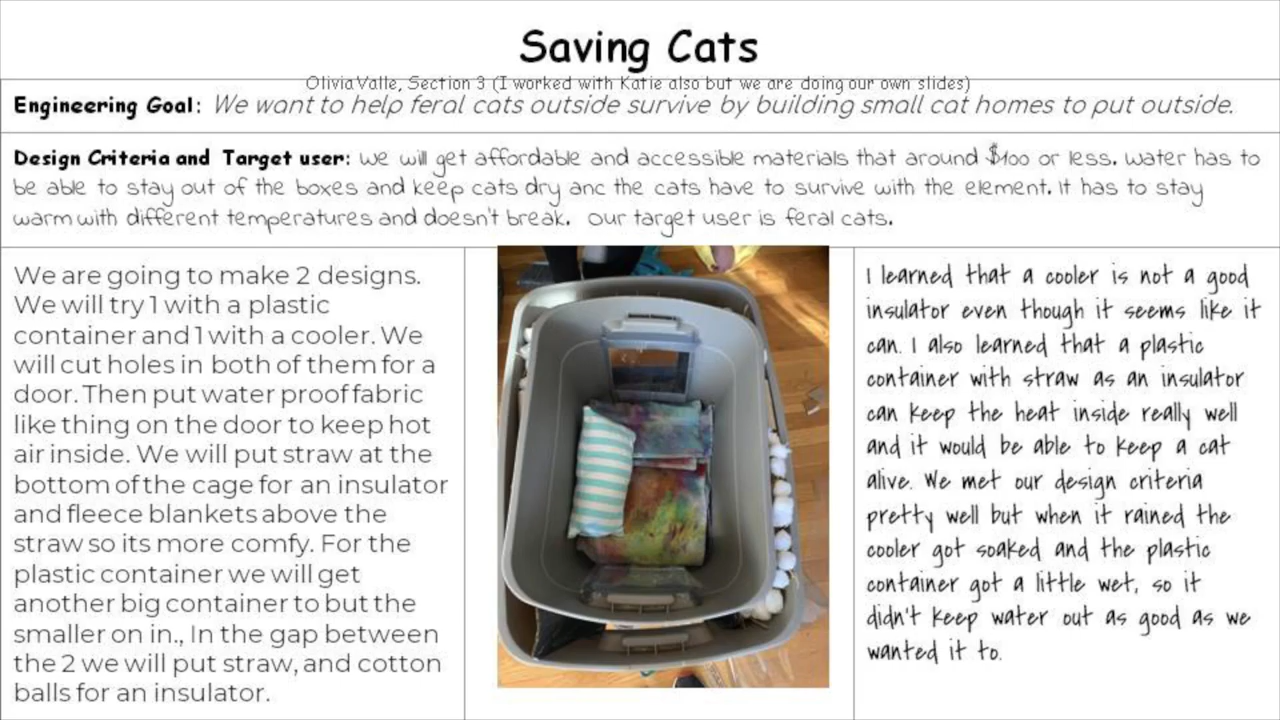 Saving Cats
Olivia Valle, Section 3 (I worked with Katie also but we are doing our own slides)
Engineering Goal: We want to help feral cats outside survive by building small cat homes to put outside.
Design Criteria and Target user: We will get affordable and accessible materials that around $100 or less. Water has to
be able to stay out of the boxes and keep cats dry anc the cats have to survive with the element. It has to stay
warm with different temperatures and doesn't break. Our target user is feral cats.
We are going to make 2 designs.
We will try 1 with a plastic
container and 1 with a cooler. We
will cut holes in both of them for a
door. Then put water proof fabric
like thing on the door to keep hot
air inside. We will put straw at the
bottom of the cage for an insulator
and fleece blankets above the
straw so its more comfy. For the
plastic container we will get
another big container to but the
smaller on in., In the gap between
the 2 we will put straw, and cotton
balls for an insulator.
I learned that a cooler is not a good
insulator even though it seems like it
can. I also learned that a plastic
container with straw as an insulator
can keep the heat inside really well
and it would be able to keep a cat
alive. We met our design criteria
pretty well but when it rained the
cooler got soaked and the plastic
container got a little wet, so it
didn't keep water out as good as we
wanted it to.